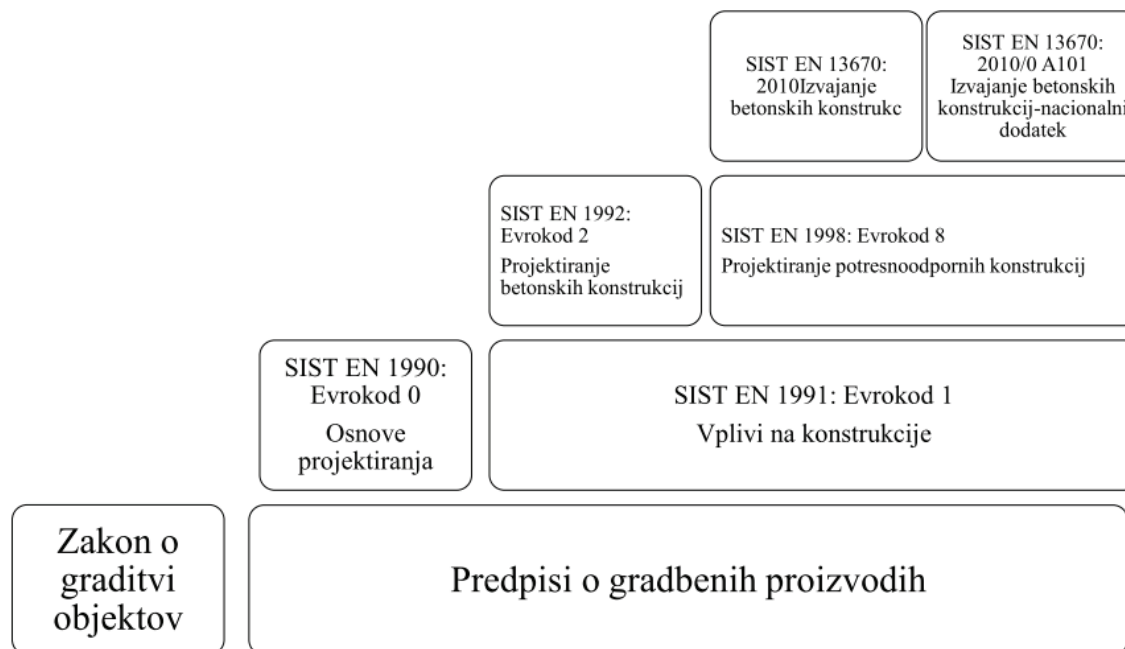 SIST EN 13670:
2010Izvajanje
betonskih konstrukc
SIST EN 13670:
2010/0 A101
Izvajanje betonskih
konstrukcij-nacionalni
dodatek
SIST EN 1992:
Evrokod 2
Projektiranje
betonskih konstrukcij
SIST EN 1998: Evrokod 8
Projektiranje potresnoodpornih konstrukcij
SIST EN 1990:
Evrokod 0
Osnove
projektiranja
SIST EN 1991: Evrokod 1
Vplivi na konstrukcije
Zakon o
graditvi
objektov
Predpisi o gradbenih proizvodih